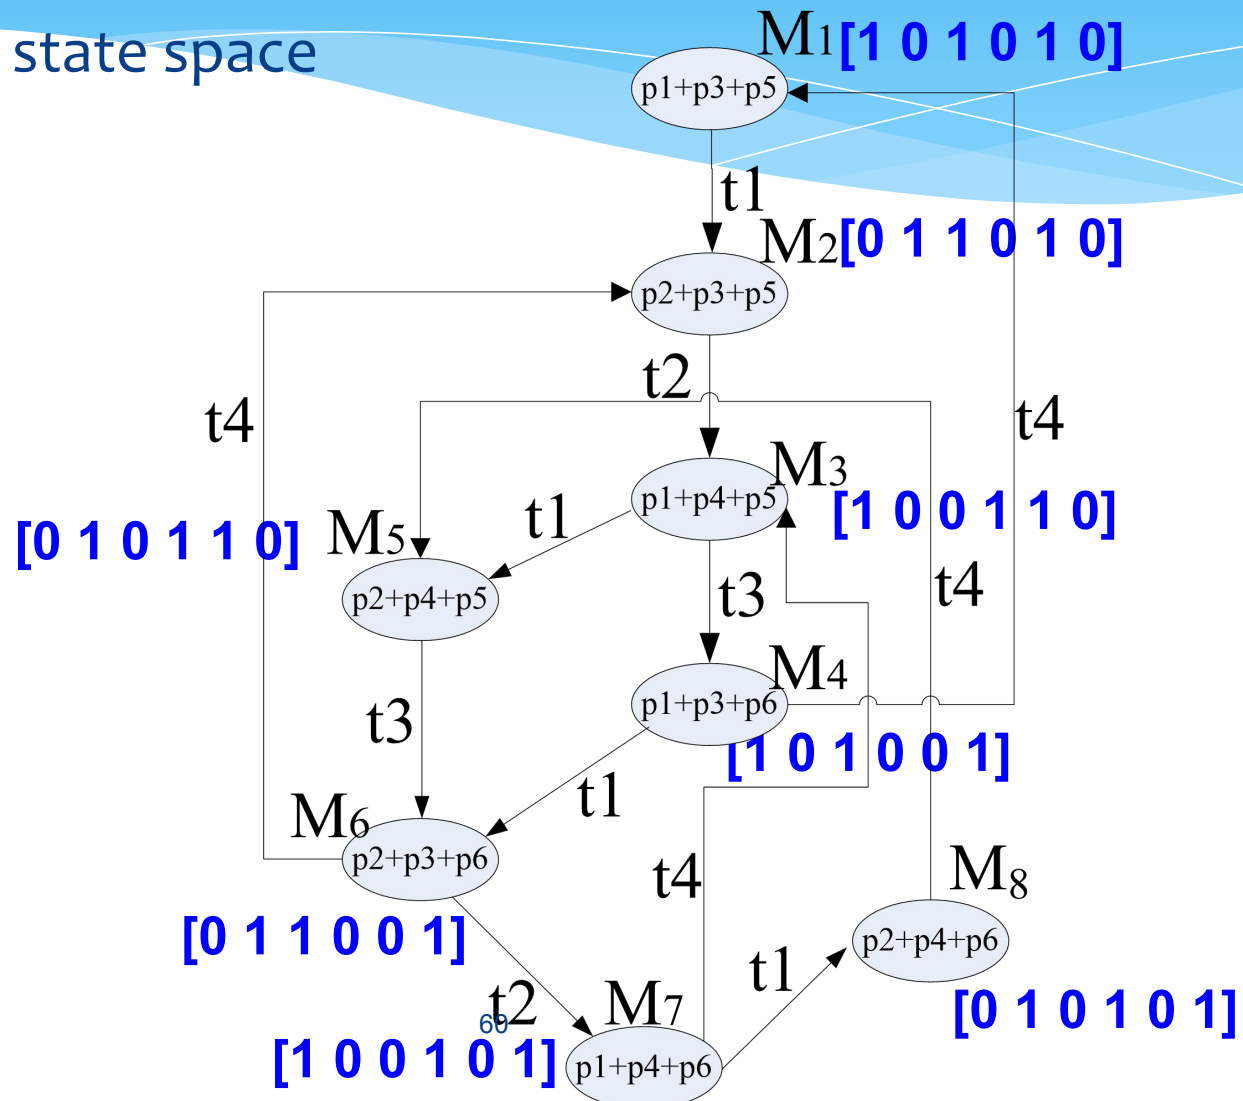 state space
M1[1 0 1 0 1 0]
p1+p3+p5
t1
M2[0 1 1 0 1 0]
p2+p3+p5
t2
t4
t4
M3
p1+p4+p5
[1 0 0 1 1 0]
t1
[0 1 0 1 1 0]
M5
p2+p4+p5
t3
t4
M4
p1+p3+p6
[1 0 1 0 0 1]
t3
t1
M6
p2+p3+p6
[0 1 1 0 0 1]
t4
M8
p2+p4+p6
[0 1 0 1 0 1]
t1
t2
60
M7
[1 0 0 1 0 1]
p1+p4+p6